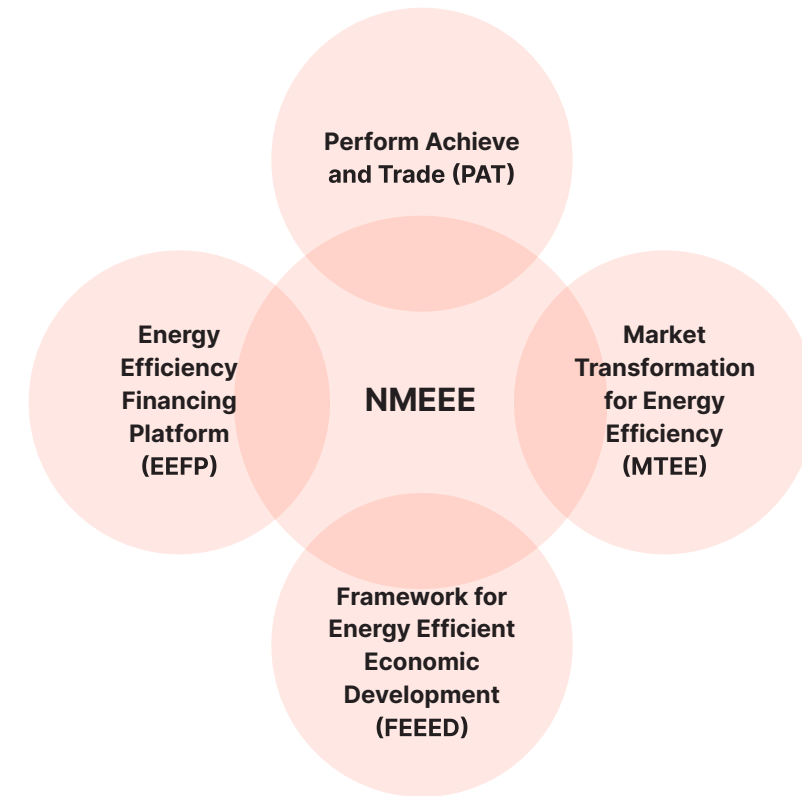 Perform Achieve
and Trade (PAT)
Energy
Efficiency
Financing
Platform
(EEFP)
NMEEE
Market
Transformation
for Energy
Efficiency
(MTEE)
Framework for
Energy Efficient
Economic
Development
(FEEED)